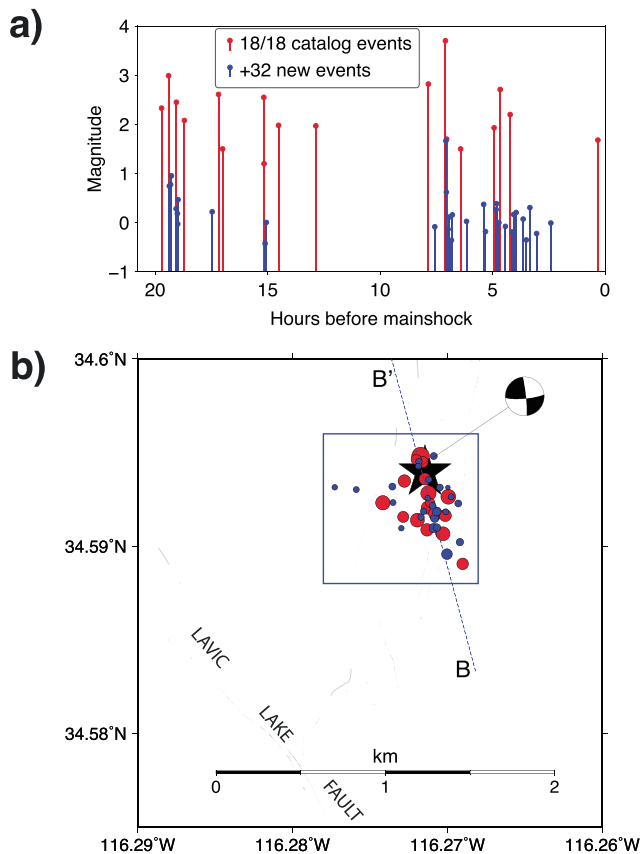 a)
4
3
2
1
0
−1
Magnitude
18/18 catalog events
+32 new events
20 15 10 5 0
Hours before mainshock
b)
34.6˚N
34.59˚N
34.58˚N
B'
B
LAVIC
LAKE
FAULT
km
0 1 2
116.29˚W 116.28˚W 116.27˚W 116.26˚W